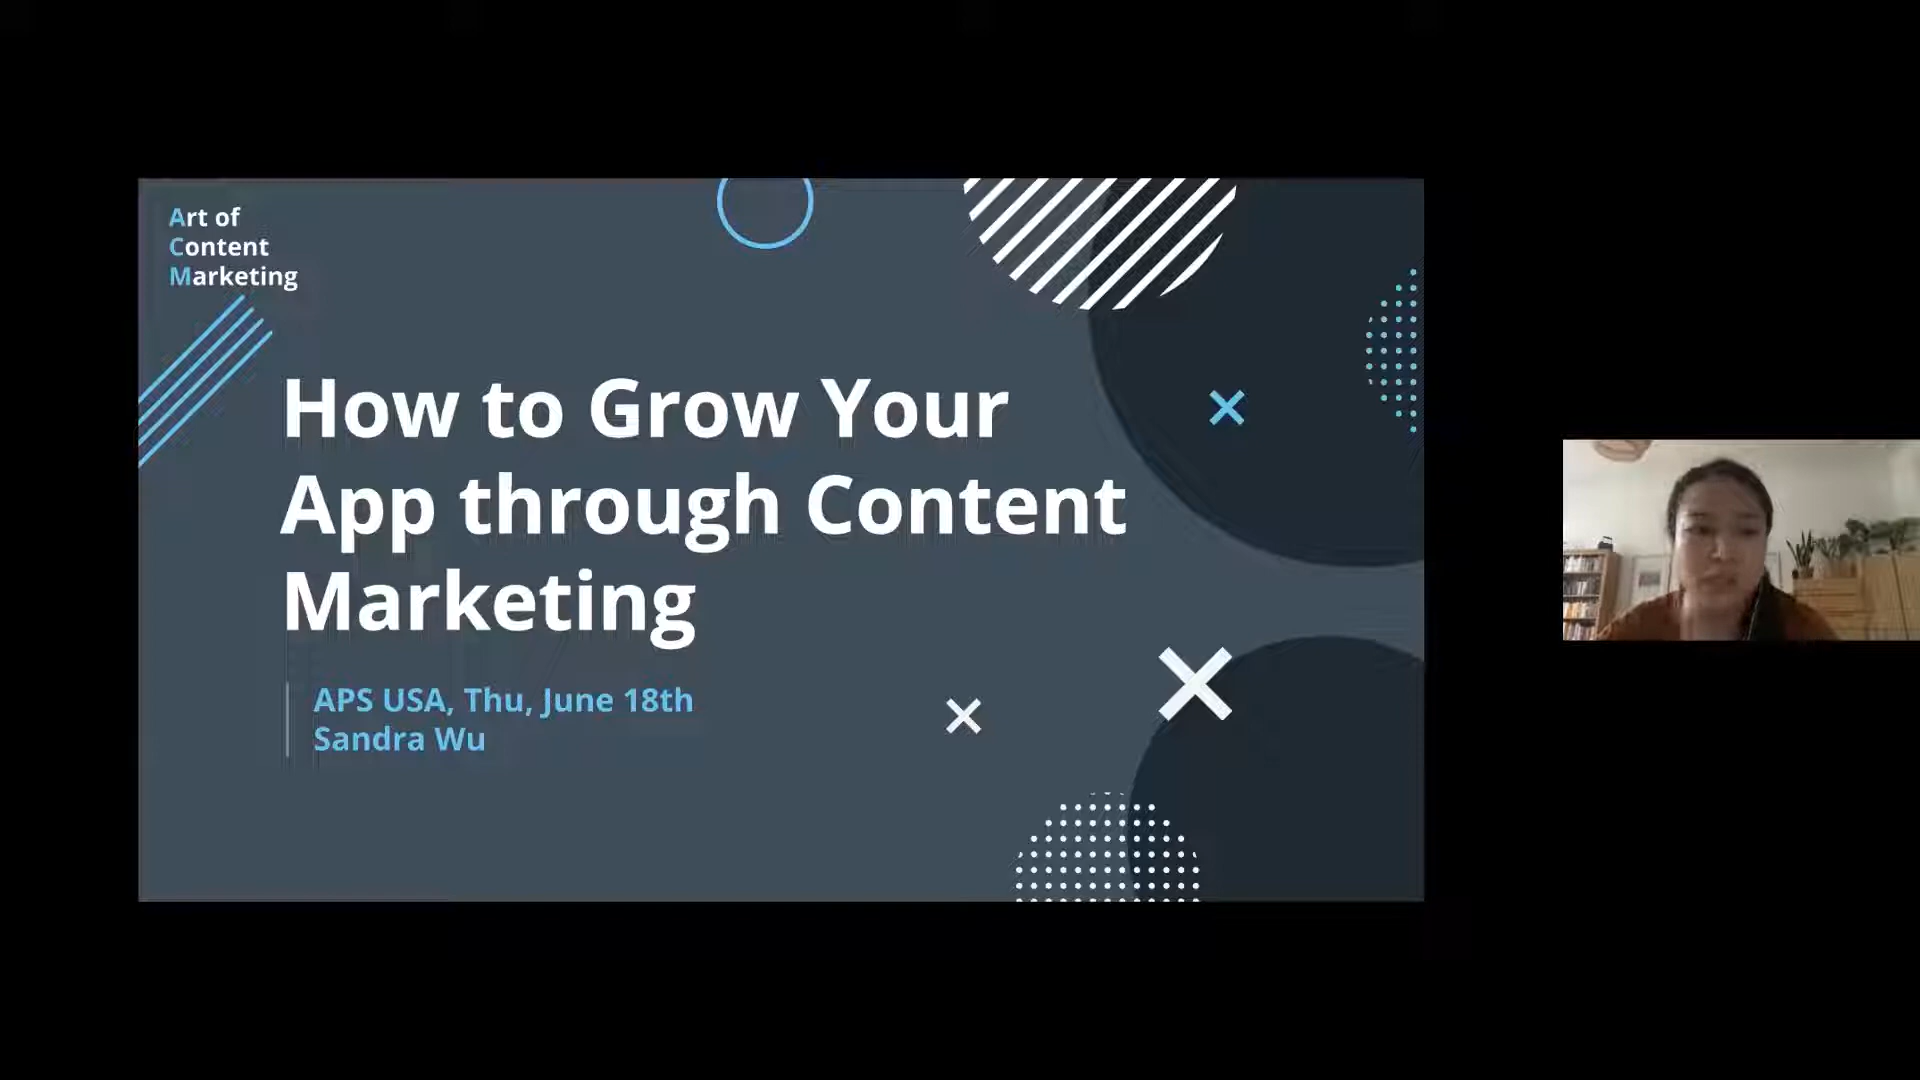 Art of
Content
Marketing
How to Grow Your
App through Content
Marketing
APS USA, Thu, June 18th
Sandra Wu